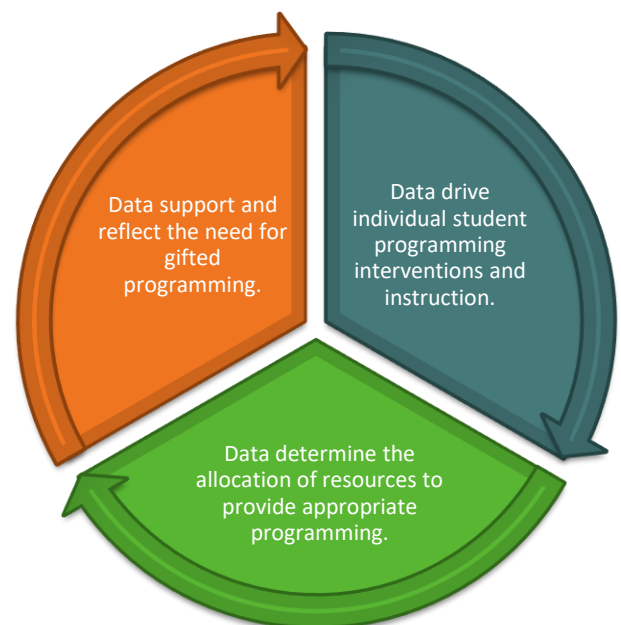 Data support and
reflect the need for
gifted
programming.
Data drive
individual student
programming
interventions and
instruction.
Data determine the
allocation of resources to
provide appropriate
programming.